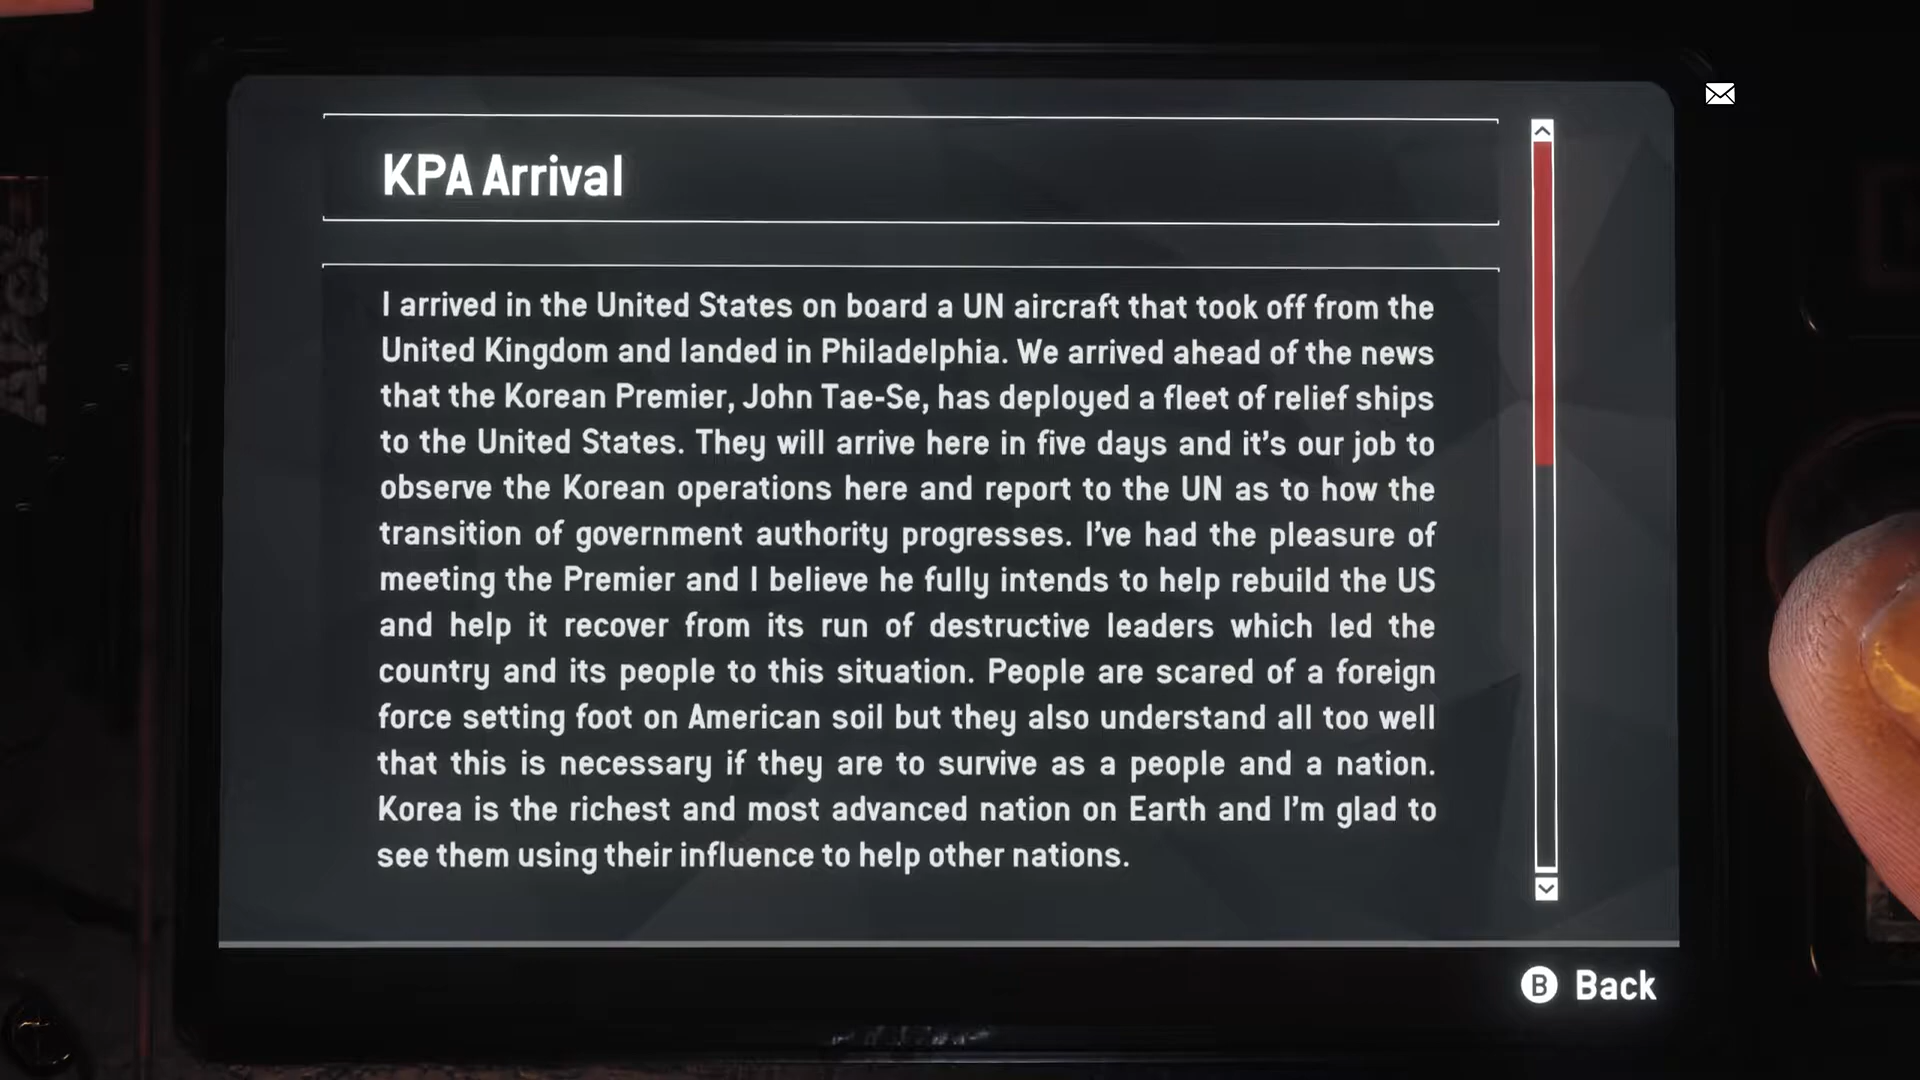 KPA Arrival
I arrived in the United States on board a UN aircraft that took off from the
United Kingdom and landed in Philadelphia. We arrived ahead of the news
that the Korean Premier, John Tae-Se, has deployed a fleet of relief ships
to the United States. They will arrive here in five days and it's our job to
observe the Korean operations here and report to the UN as to how the
transition of government authority progresses. I've had the pleasure of
meeting the Premier and I believe he fully intends to help rebuild the US
and help it recover from its run of destructive leaders which led the
country and its people to this situation. People are scared of a foreign
force setting foot on American soil but they also understand all too well
that this is necessary if they are to survive as a people and a nation.
Korea is the richest and most advanced nation on Earth and I'm glad to
see them using their influence to help other nations.
B Back